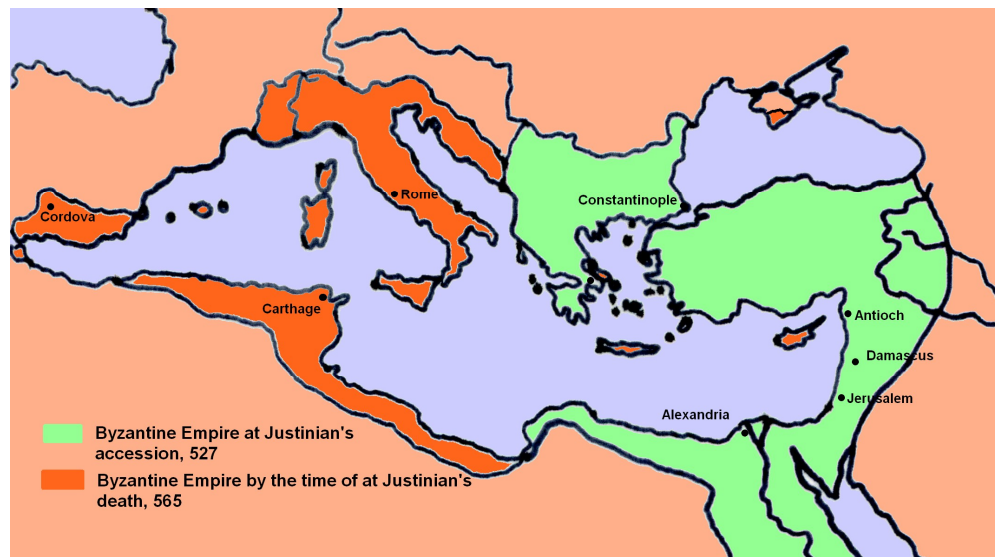 Rome
Constantinople
Cordova
Carthage
Antioch
Damascus
Jerusalem
Alexandria
Byzantine Empire at Justinian's
accession, 527
Byzantine Empire by the time of at Justinian's
death, 565